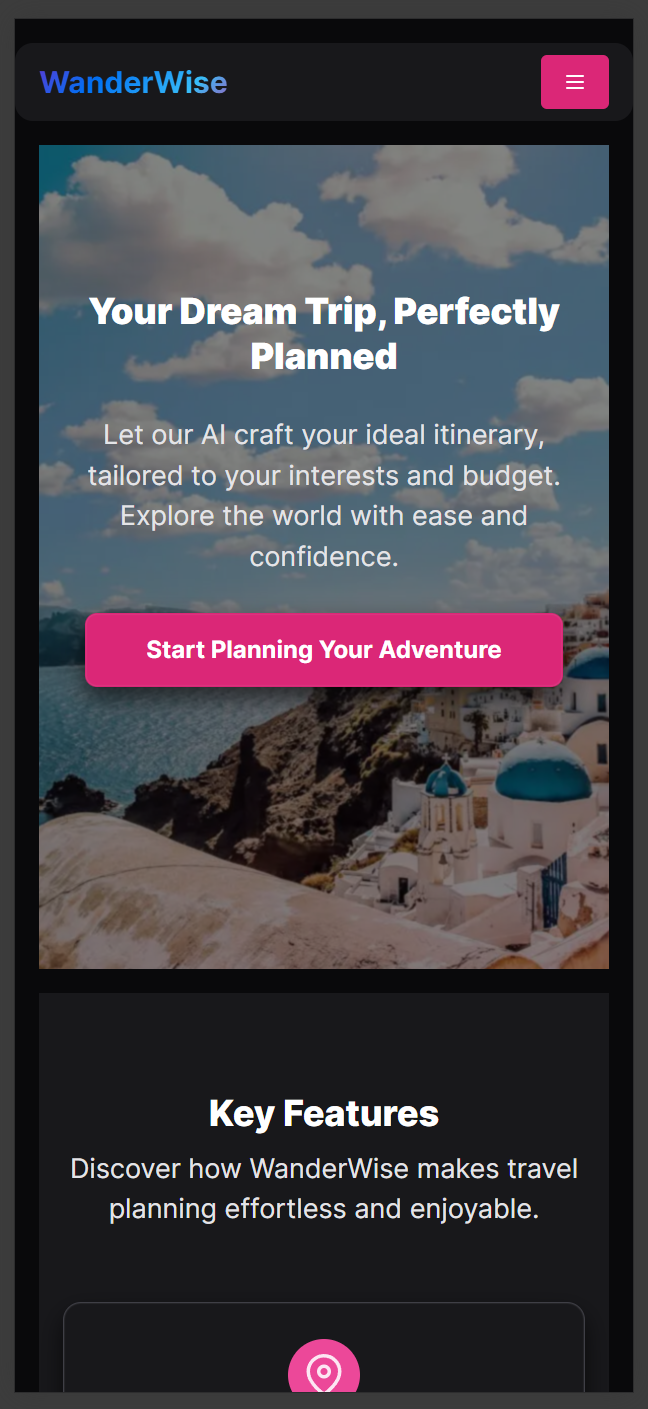 WanderWise
Your Dream Trip, Perfectly
Planned
Let our AI craft your ideal itinerary,
tailored to your interests and budget.
Explore the world with ease and
confidence.
Start Planning Your Adventure
Key Features
Discover how WanderWise makes travel
planning effortless and enjoyable.